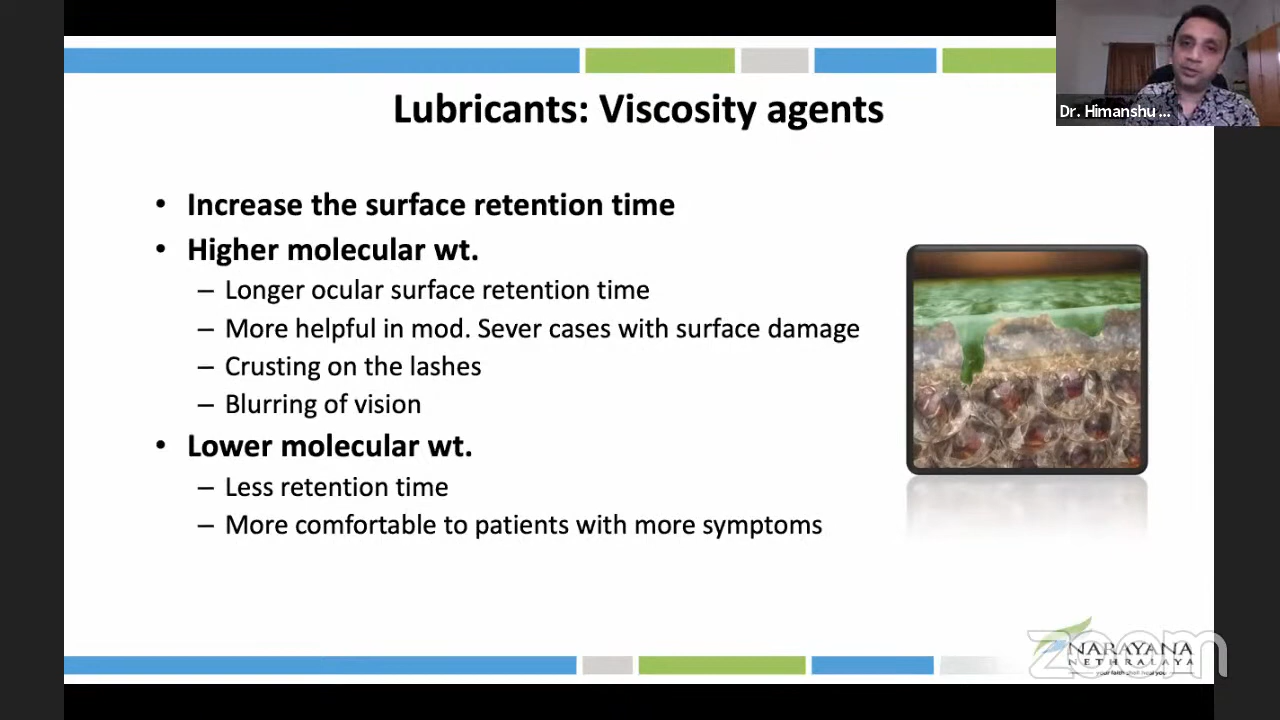 Lubricants: Viscosity agents
Dr. Himanshu ...
• Increase the surface retention time
• Higher molecular wt.
– Longer ocular surface retention time
– More helpful in mod. Sever cases with surface damage
– Crusting on the lashes
– Blurring of vision
• Lower molecular wt.
– Less retention time
– More comfortable to patients with more symptoms
zoom
NARAYANA
NETHRALAYA